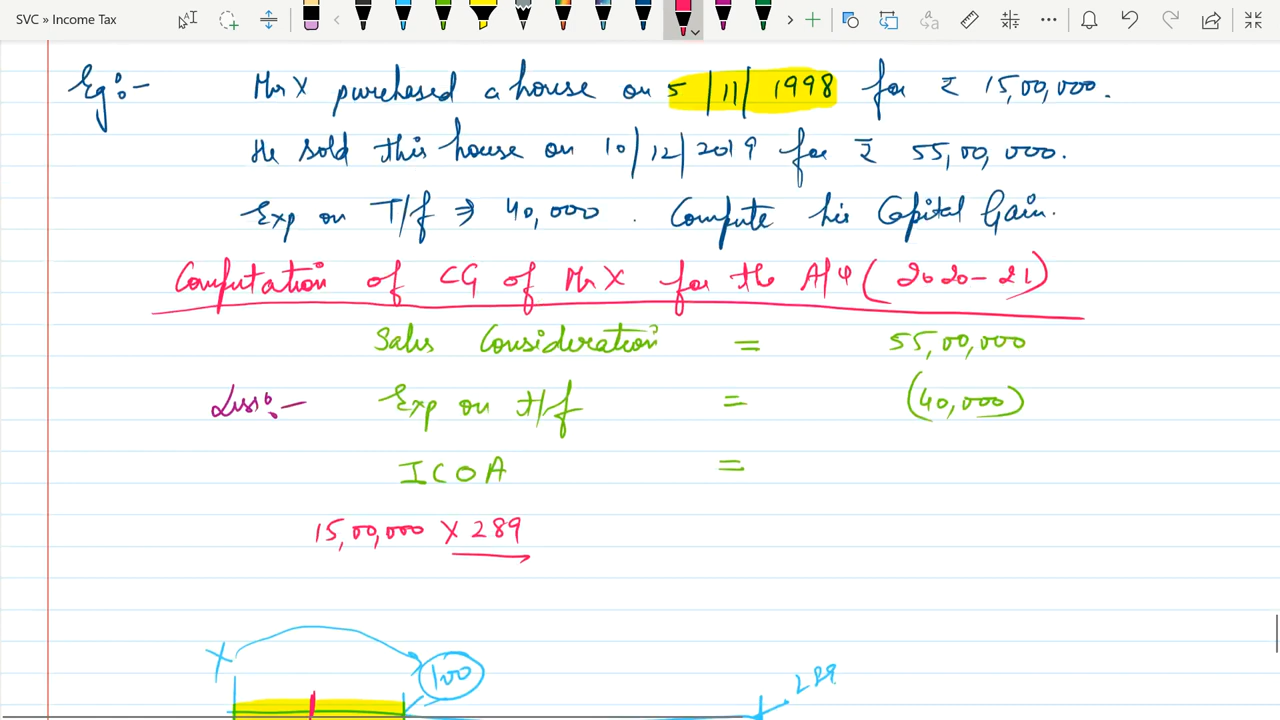 SVC » Income Tax
Eg:- Mr X purchased a house on 5/11/1998 for ₹ 15,00,000.
He sold this house on 10/12/2019 for ₹ 55,00,000.
Exp on T/f ⇒ 40,000. Compute his Capital Gain.
Computation of CG of Mr X for the A/Y (2020-21)
Sales Consideration = 55,00,000
Less:- Exp on t/f = (40,000)
ICOA =
15,00,000 X 289
X 100 289